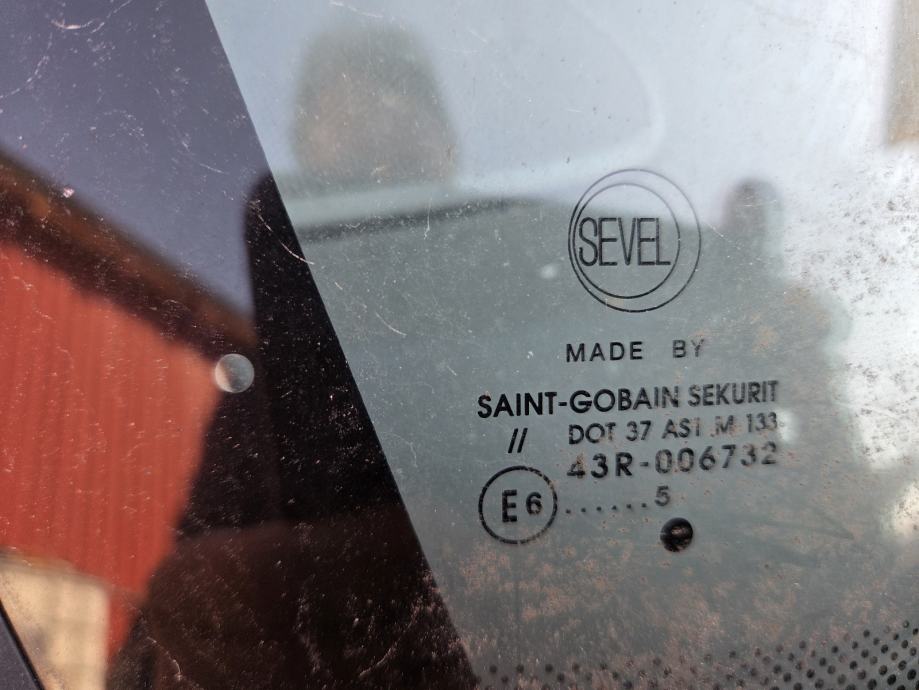 SEVEL
MADE BY
SAINT-GOBAIN SEKURIT
// DOT 37 AS1 M 133
43R-006732
E6 ......5